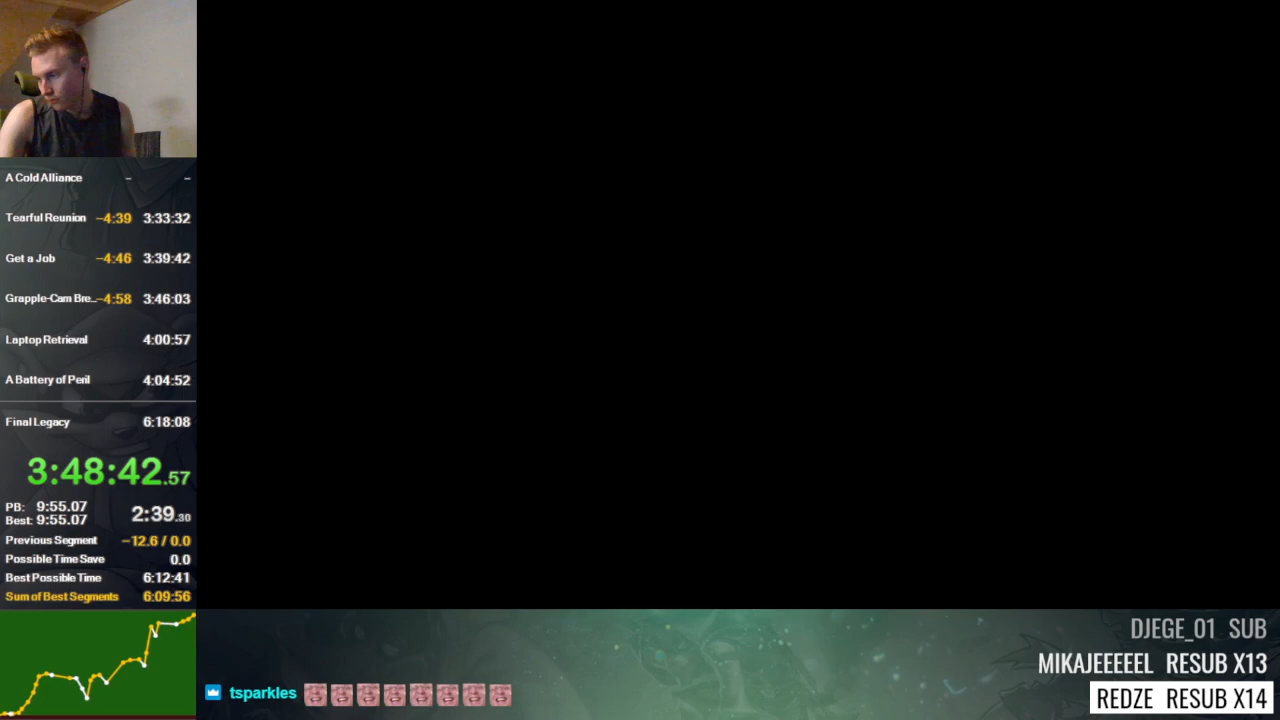 A Cold Alliance – –
Tearful Reunion −4:39 3:33:32
Get a Job −4:46 3:39:42
Grapple-Cam Bre... −4:58 3:46:03
Laptop Retrieval 4:00:57
A Battery of Peril 4:04:52
Final Legacy 6:18:08
3:48:42.57
PB: 9:55.07
Best: 9:55.07
2:39.30
Previous Segment −12.6 / 0.0
Possible Time Save 0.0
Best Possible Time 6:12:41
Sum of Best Segments 6:09:56
DJEGE_01 SUB
MIKAJEEEEEL RESUB X13
REDZE RESUB X14
tsparkles